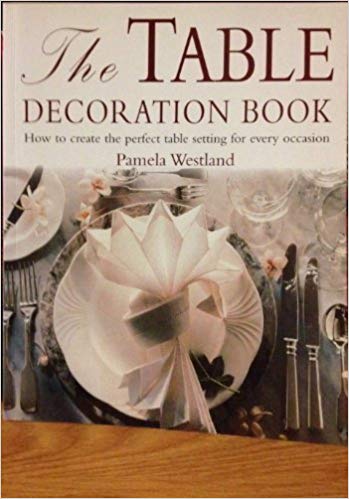 The TABLE
DECORATION BOOK
How to create the perfect table setting for every occasion
Pamela Westland